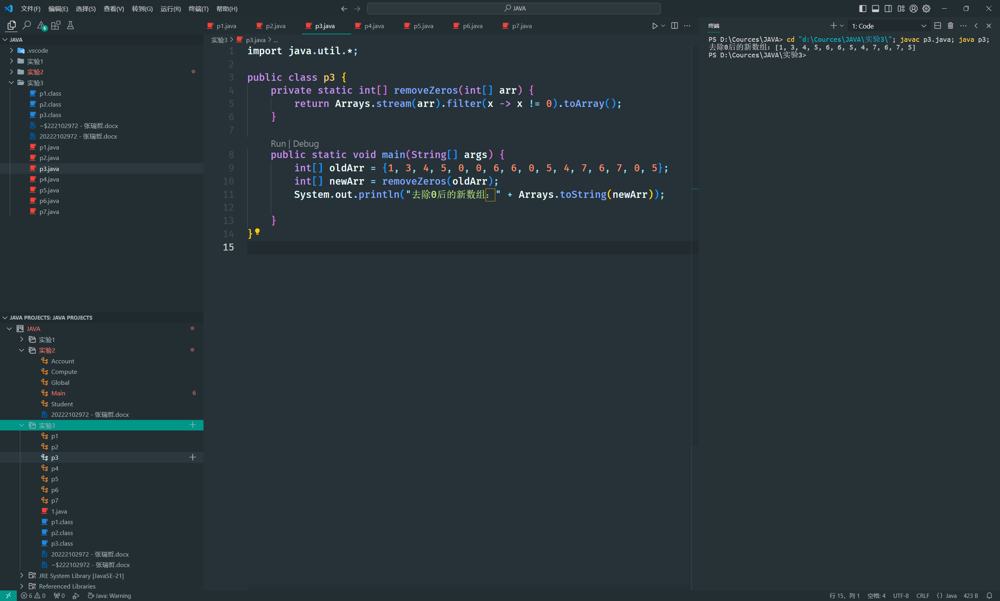 文件(F) 编辑(E) 选择(S) 查看(V) 转到(G) 运行(R) 终端(T) 帮助(H)
JAVA
6
JAVA
.vscode
实验1
实验2
实验3
p1.class
p2.class
p3.class
~$222102972 - 张瑞哲.docx
20222102972 - 张瑞哲.docx
p1.java
p2.java
p3.java
p4.java
p5.java
p6.java
p7.java
JAVA PROJECTS: JAVA PROJECTS
JAVA
实验1
实验2
Account
Compute
Global
Main 6
Student
20222102972 - 张瑞哲.docx
实验3
p1
p2
p3
p4
p5
p6
p7
1.java
p1.class
p2.class
p3.class
20222102972 - 张瑞哲.docx
~$222102972 - 张瑞哲.docx
JRE System Library [JavaSE-21]
Referenced Libraries
p1.java p2.java p3.java p4.java p5.java p6.java p7.java
实验3 > p3.java > ...
1 import java.util.*;
2
3 public class p3 {
4 private static int[] removeZeros(int[] arr) {
5 return Arrays.stream(arr).filter(x -> x != 0).toArray();
6 }
7
Run | Debug
8 public static void main(String[] args) {
9 int[] oldArr = {1, 3, 4, 5, 0, 0, 6, 6, 0, 5, 4, 7, 6, 7, 0, 5};
10 int[] newArr = removeZeros(oldArr);
11 System.out.println("去除0后的新数组：" + Arrays.toString(newArr));
12
13 }
14 }
15
终端 1: Code
PS D:\Cources\JAVA> cd "d:\Cources\JAVA\实验3\"; javac p3.java; java p3;
去除0后的新数组：[1, 3, 4, 5, 6, 6, 5, 4, 7, 6, 7, 5]
PS D:\Cources\JAVA\实验3>
6 0 0 Java: Warning
行 15，列 1 空格: 4 UTF-8 CRLF {} Java 423 B